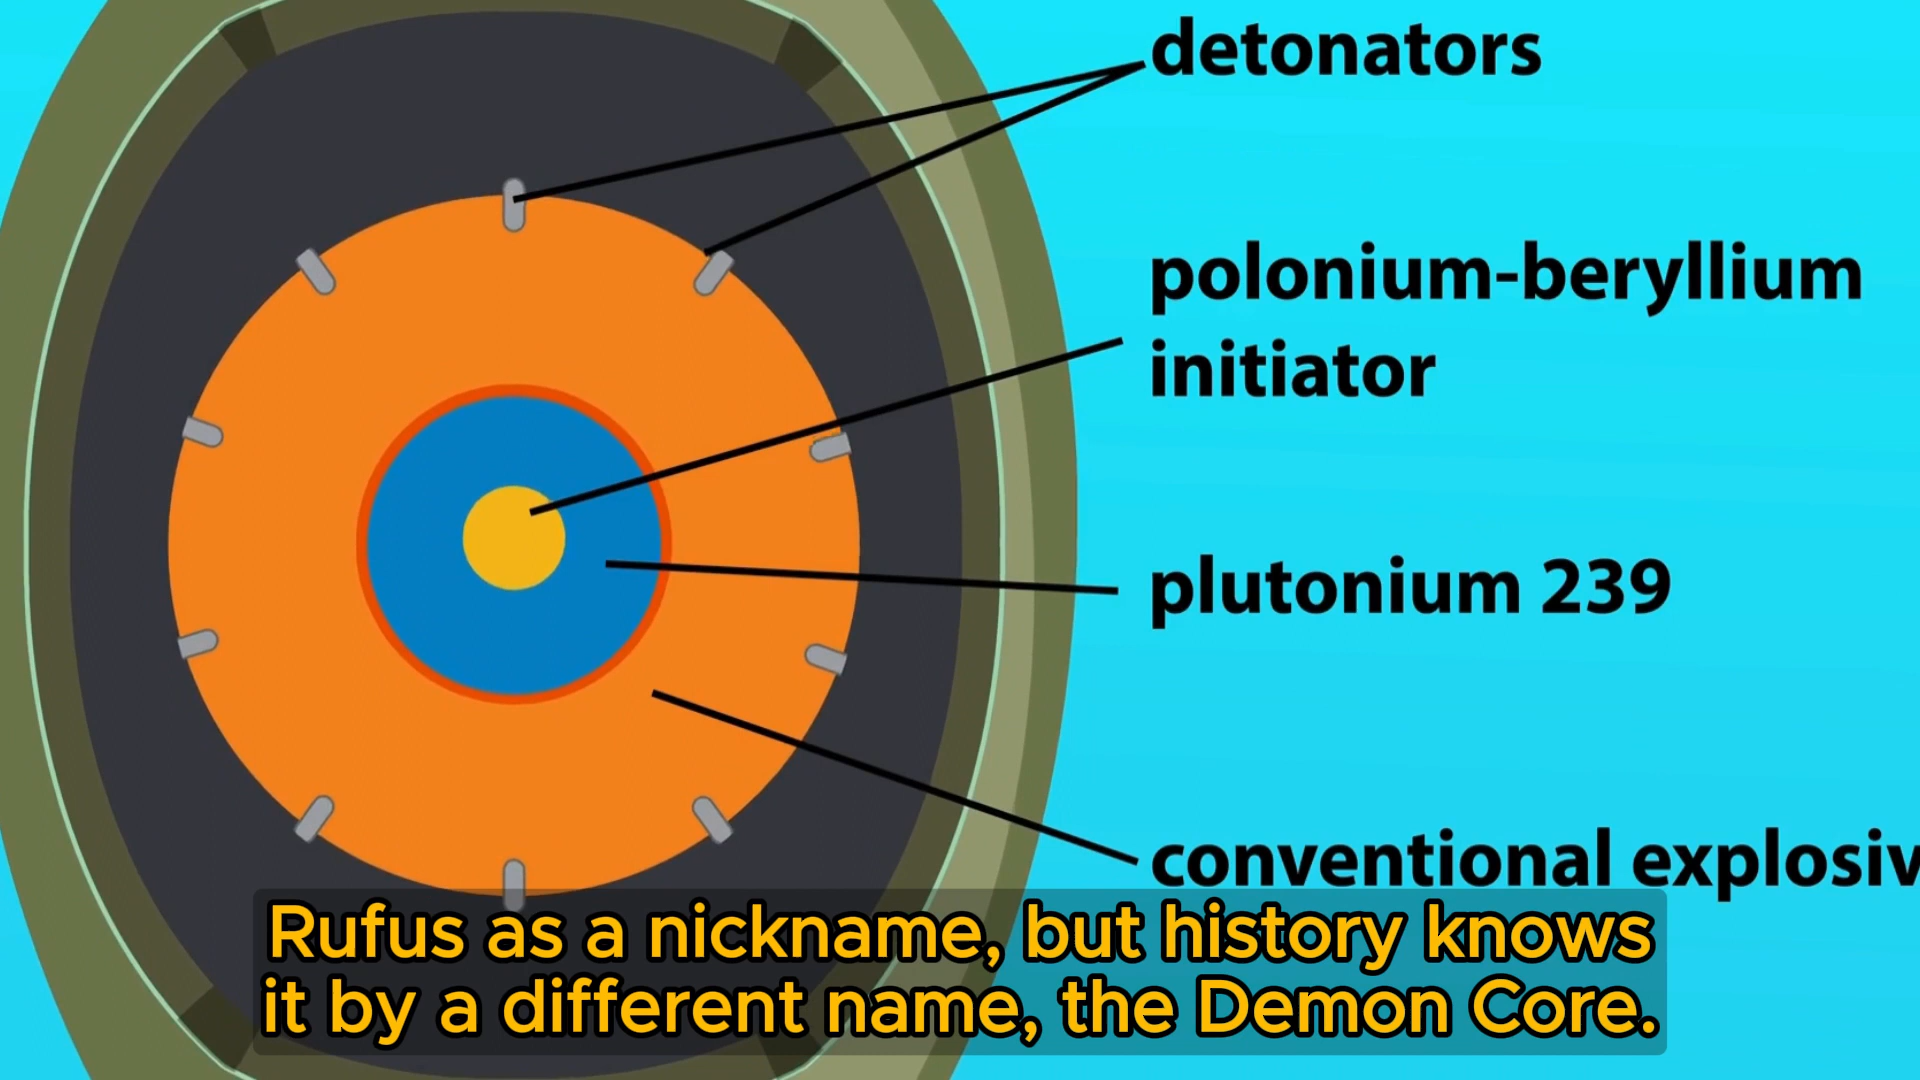 detonators
polonium-beryllium
initiator
plutonium 239
conventional explosiv
Rufus as a nickname, but history knows
it by a different name, the Demon Core.